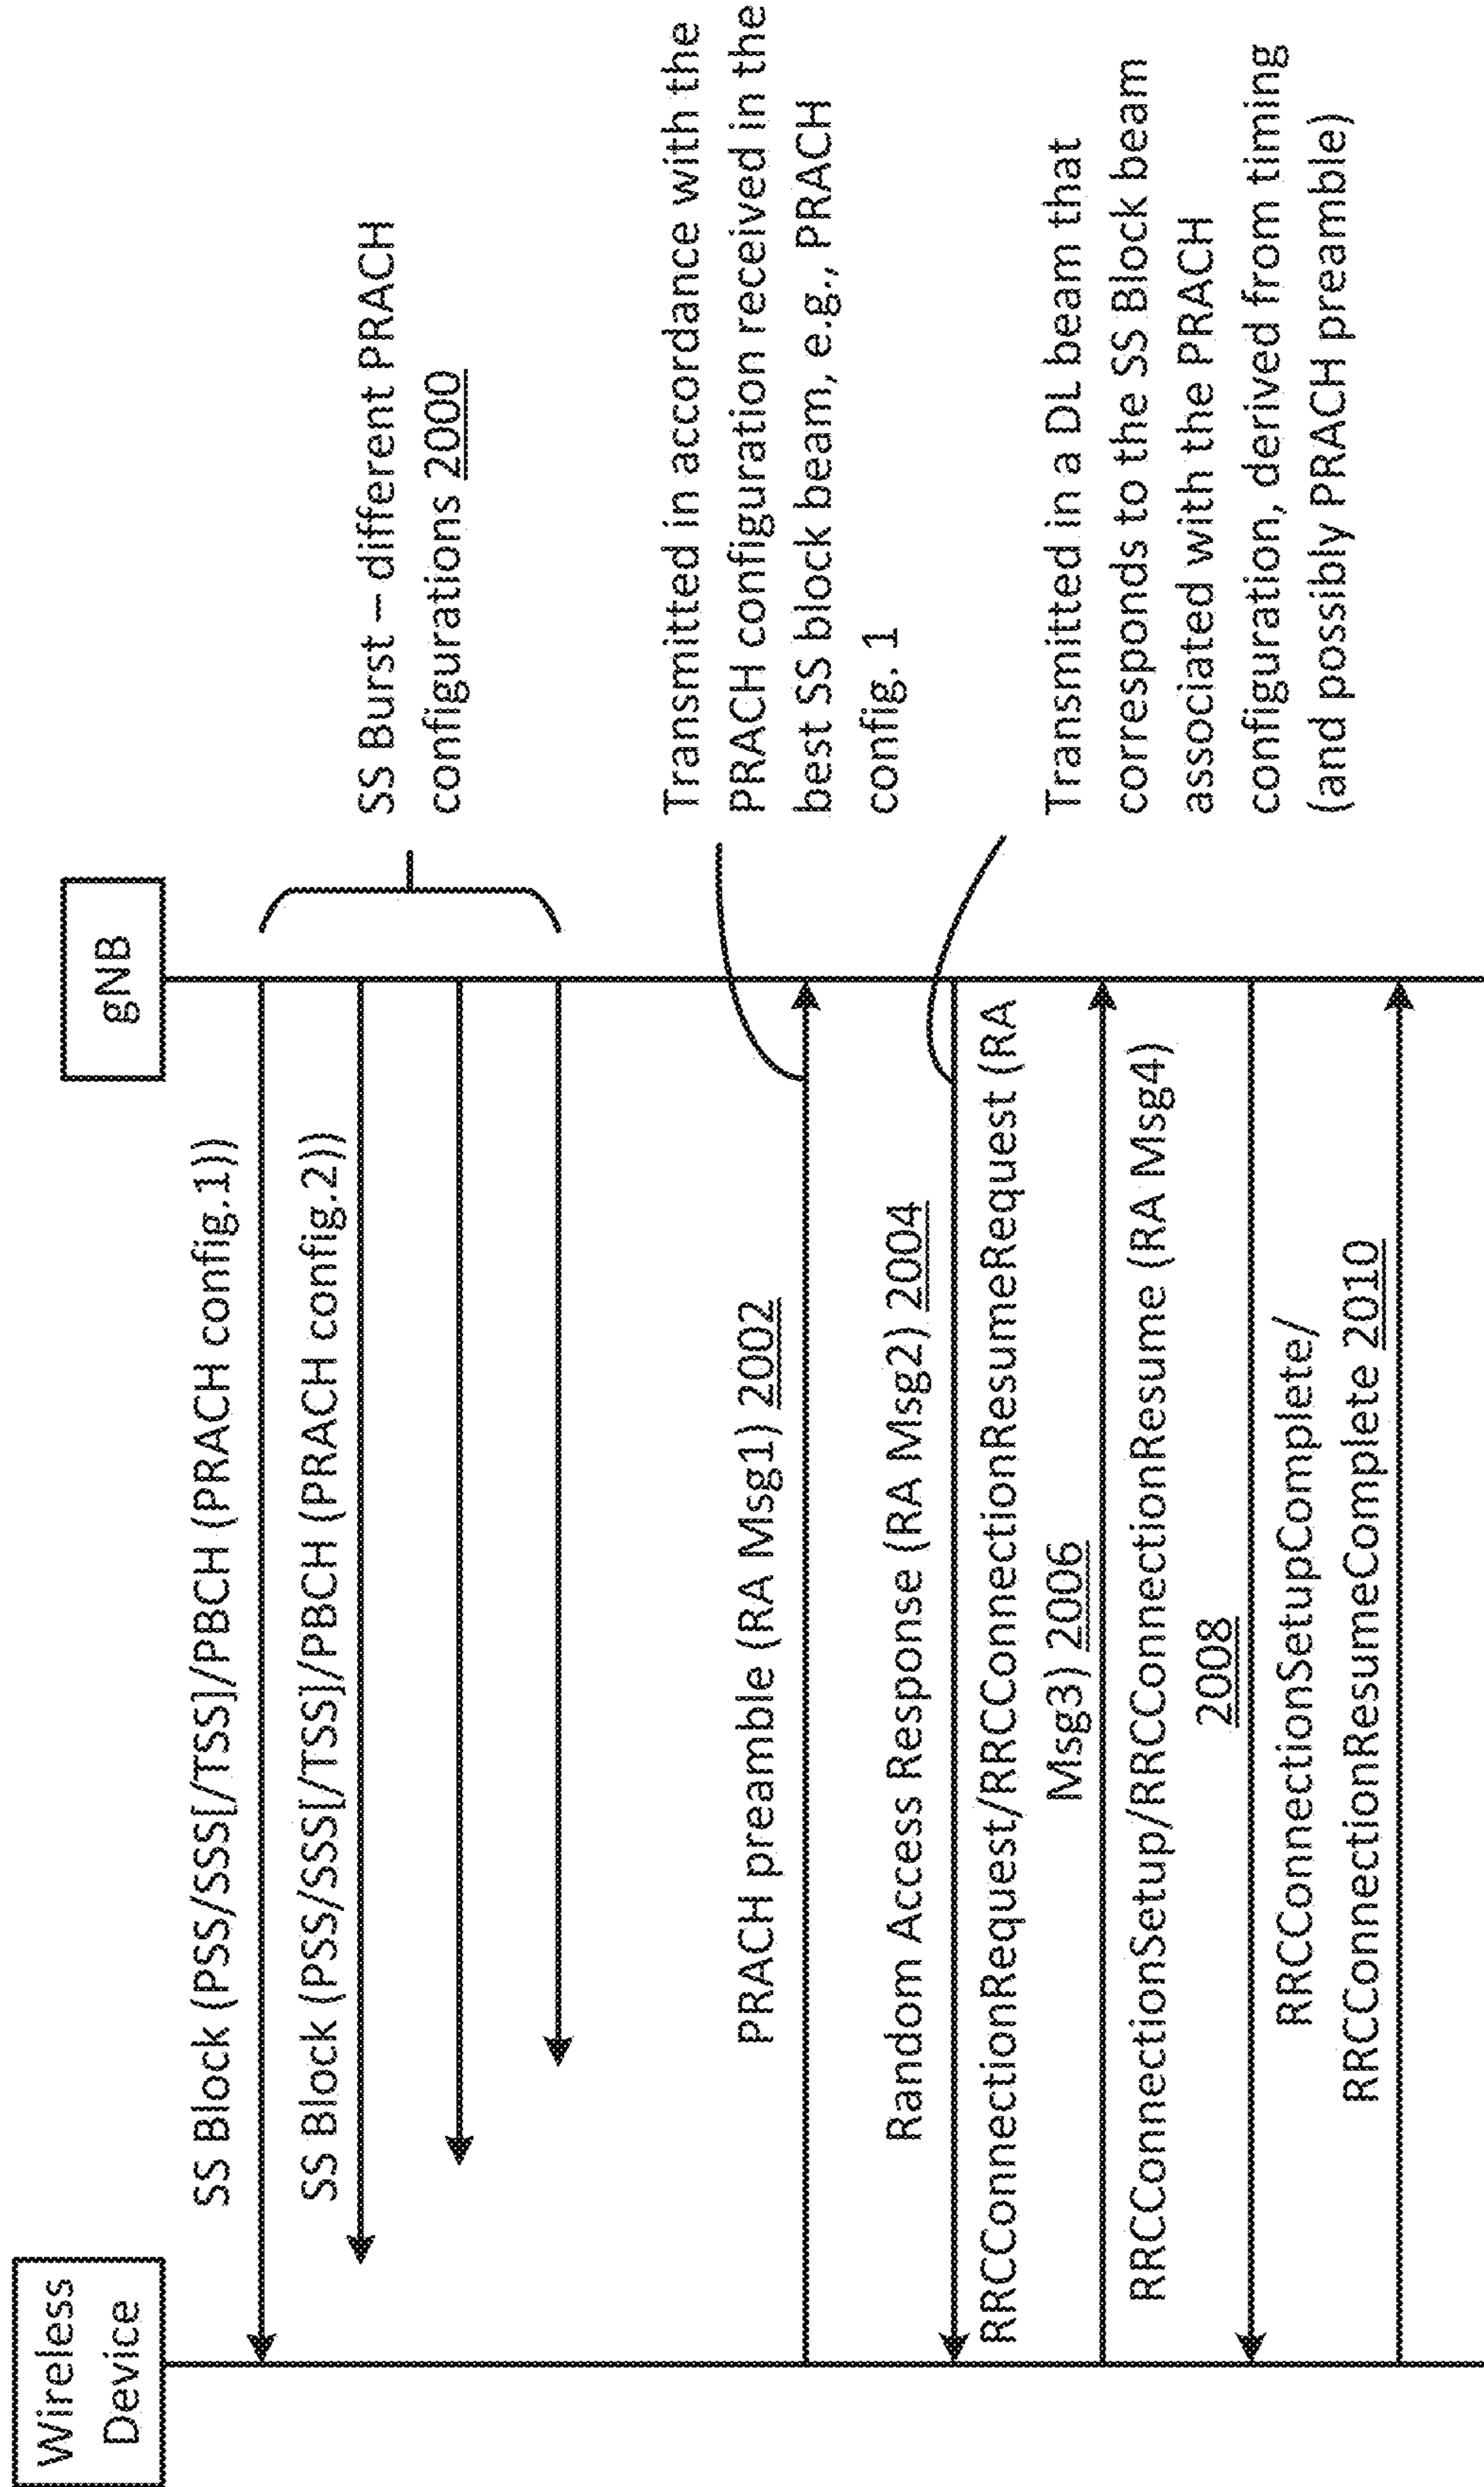 Wireless
Device
gNB
SS Block (PSS/SSS[/TSS]/PBCH (PRACH config.1))
SS Block (PSS/SSS[/TSS]/PBCH (PRACH config.2))
SS Burst – different PRACH
configurations 2000
PRACH preamble (RA Msg1) 2002
Transmitted in accordance with the
PRACH configuration received in the
best SS block beam, e.g., PRACH
config. 1
Random Access Response (RA Msg2) 2004
Transmitted in a DL beam that
corresponds to the SS Block beam
associated with the PRACH
configuration, derived from timing
(and possibly PRACH preamble)
RRCConnectionRequest/RRCConnectionResumeRequest (RA
Msg3) 2006
RRCConnectionSetup/RRCConnectionResume (RA Msg4)
2008
RRCConnectionSetupComplete/
RRCConnectionResumeComplete 2010